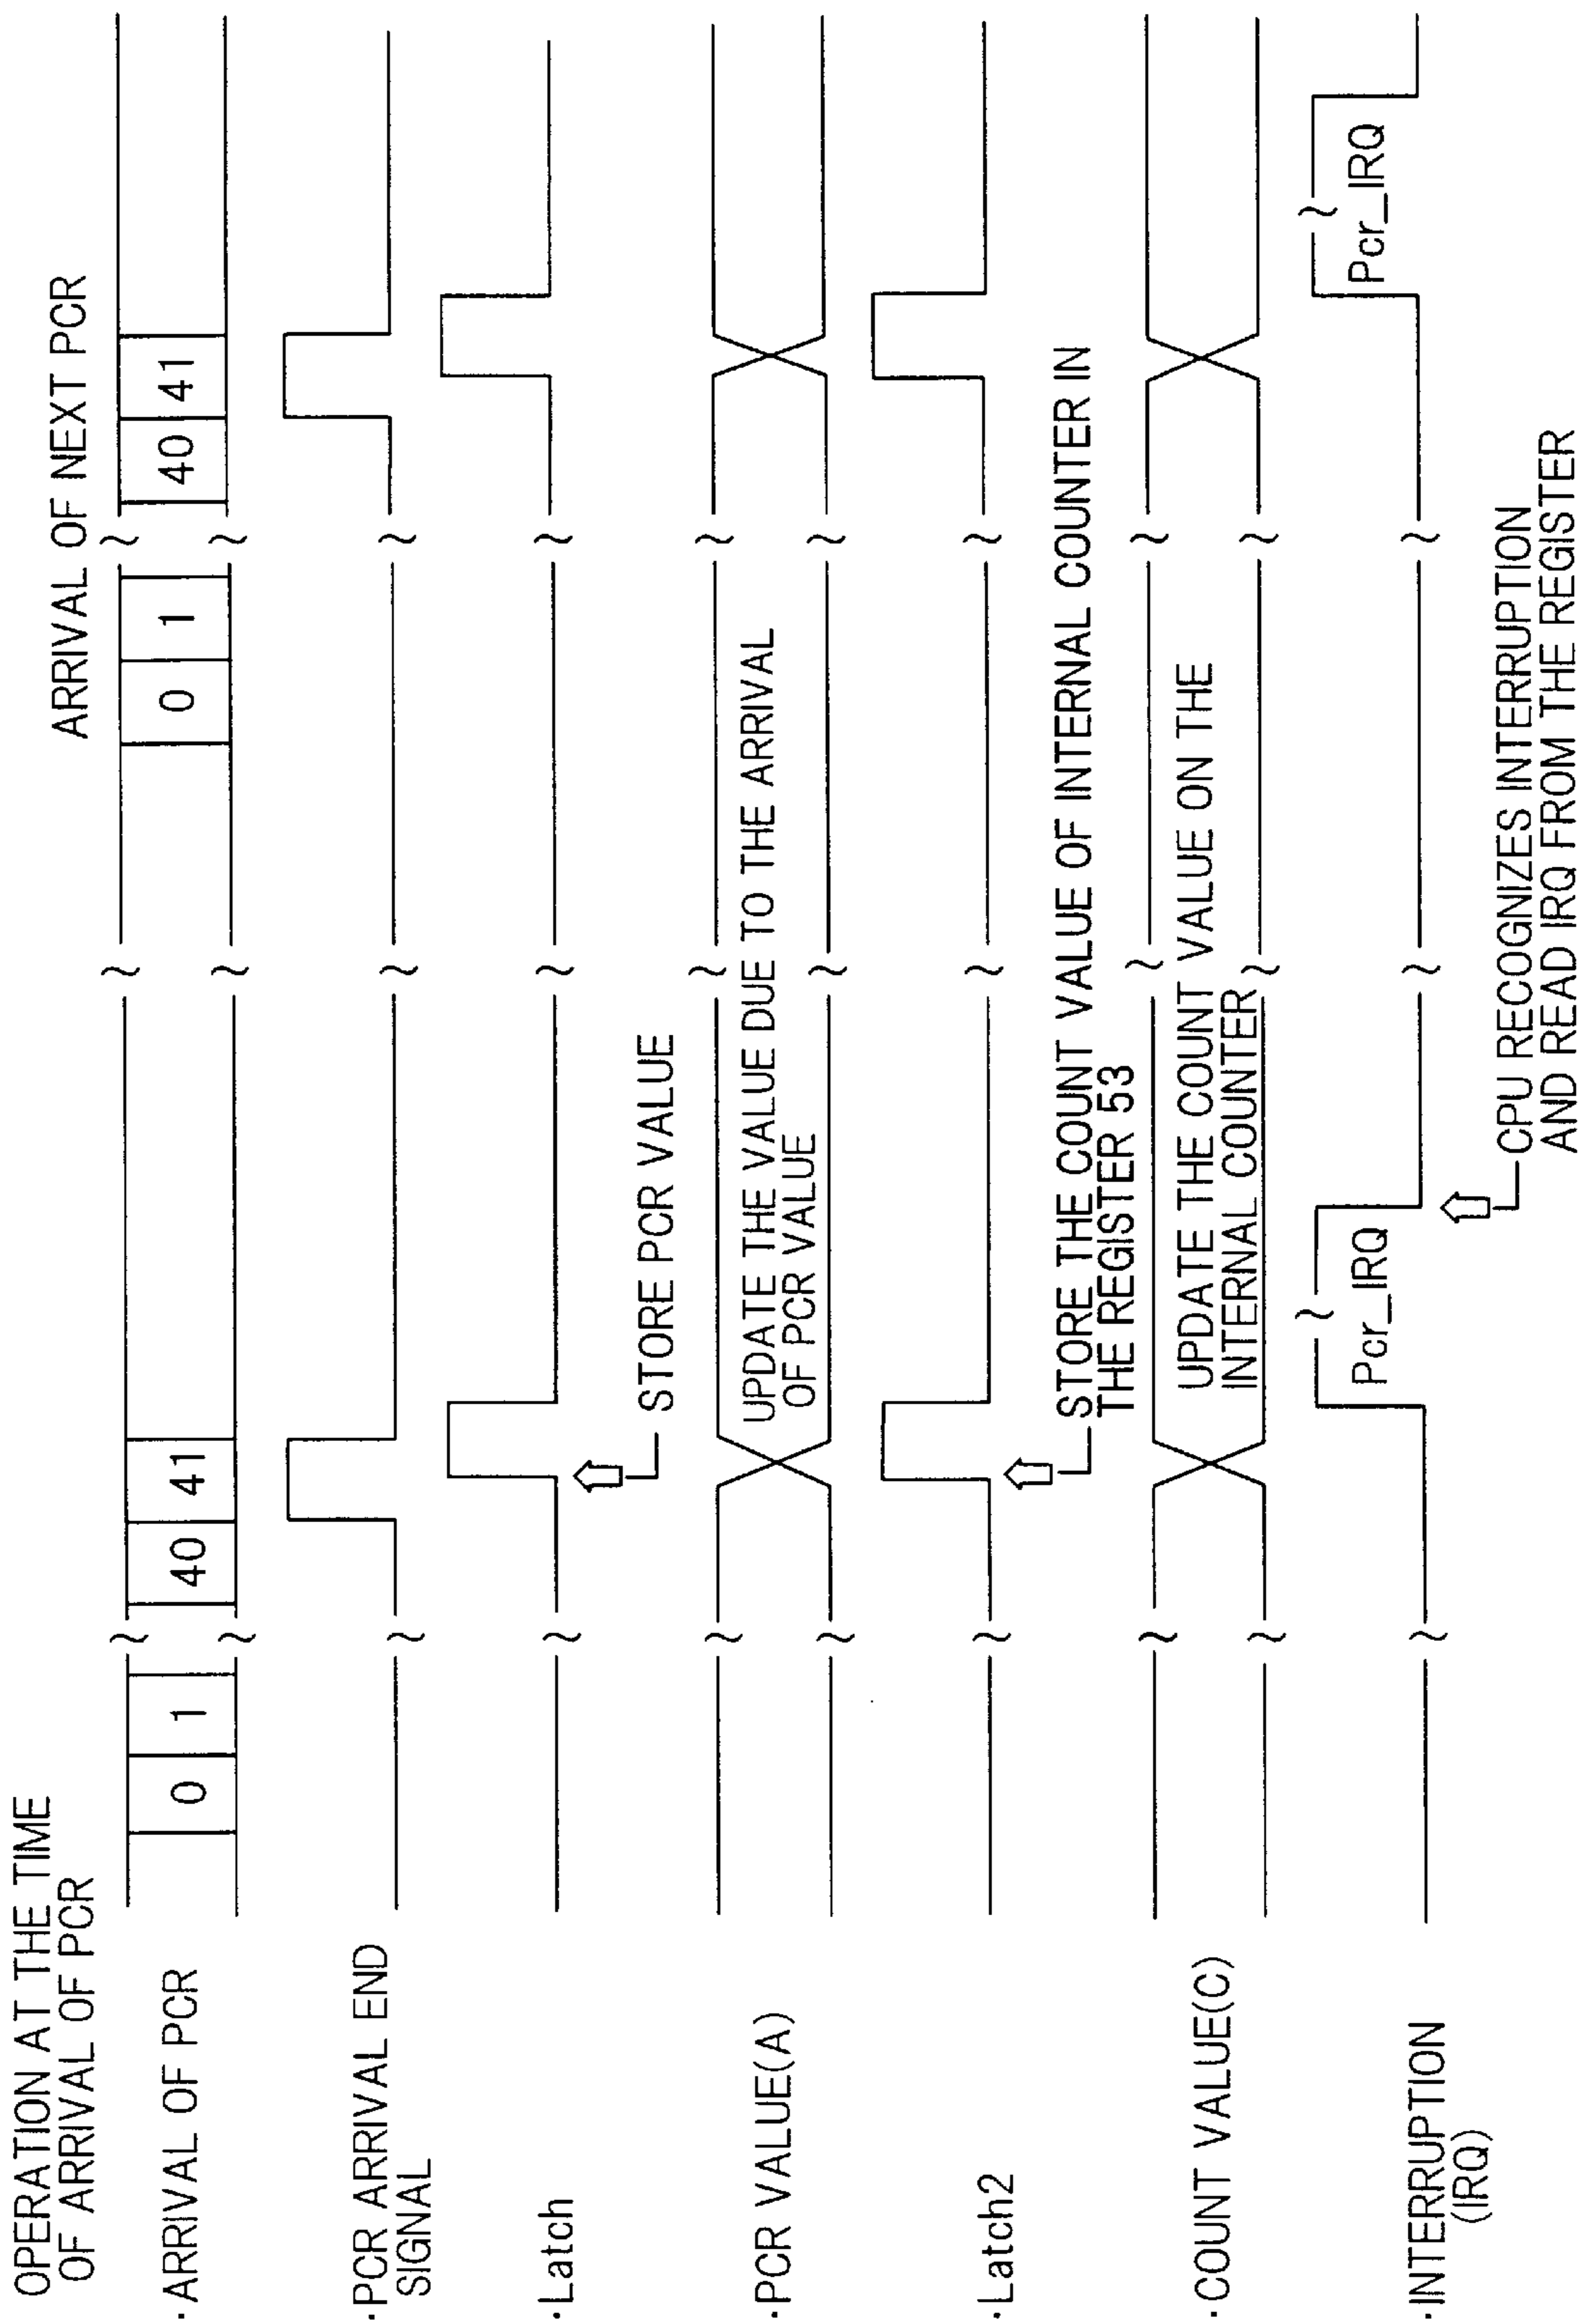 OPERATION AT THE TIME
OF ARRIVAL OF PCR
ARRIVAL OF NEXT PCR
·ARRIVAL OF PCR
0 1 40 41 0 1 40 41
·PCR ARRIVAL END
SIGNAL
·Latch
STORE PCR VALUE
·PCR VALUE(A)
UPDATE THE VALUE DUE TO THE ARRIVAL
OF PCR VALUE
·Latch2
STORE THE COUNT VALUE OF INTERNAL COUNTER IN
THE REGISTER 53
·COUNT VALUE(C)
UPDATE THE COUNT VALUE ON THE
INTERNAL COUNTER
·INTERRUPTION
(IRQ)
Pcr_IRQ
Pcr_IRQ
CPU RECOGNIZES INTERRUPTION
AND READ IRQ FROM THE REGISTER